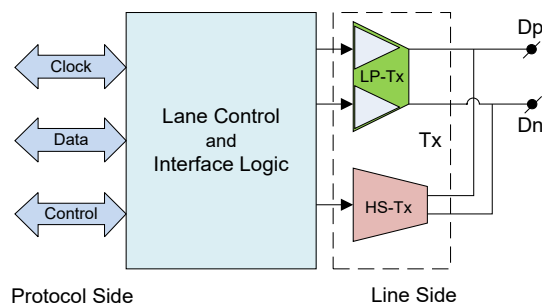 Clock
Data
Control
Lane Control
and
Interface Logic
LP-Tx
Tx
HS-Tx
Dp
Dn
Protocol Side
Line Side